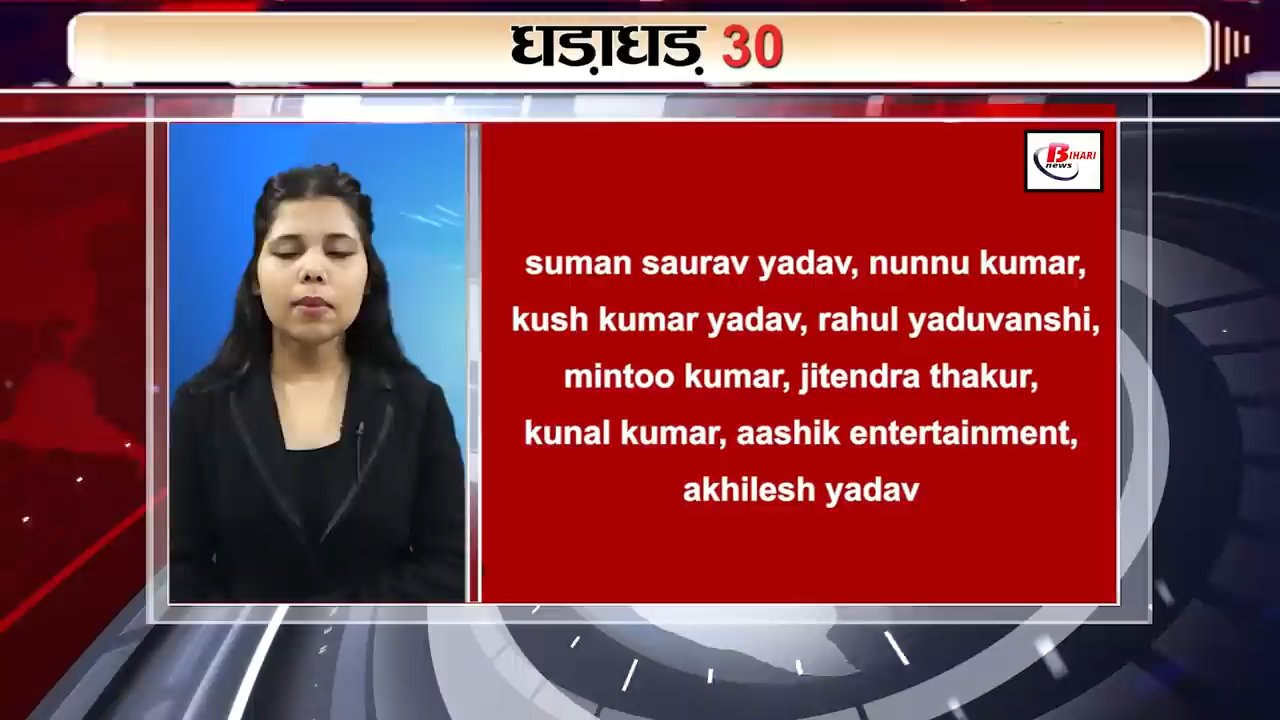 धड़ाधड़ 30
BIHARI
news
suman saurav yadav, nunnu kumar,
kush kumar yadav, rahul yaduvanshi,
mintoo kumar, jitendra thakur,
kunal kumar, aashik entertainment,
akhilesh yadav